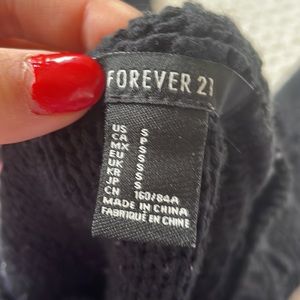 FOREVER 21
US S
CA P
MX S
EU S
UK S
KR S
JP S
CN 160/84A
MADE IN CHINA
FABRIQUÉ EN CHINE